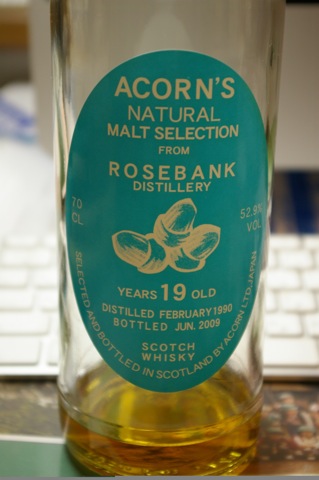 ACORN'S
NATURAL
MALT SELECTION
FROM
ROSEBANK
DISTILLERY
70
CL
52.9%
VOL
YEARS 19 OLD
DISTILLED FEBRUARY 1990
BOTTLED JUN. 2009
SCOTCH
WHISKY
SELECTED AND BOTTLED IN SCOTLAND BY ACORN LTD. JAPAN